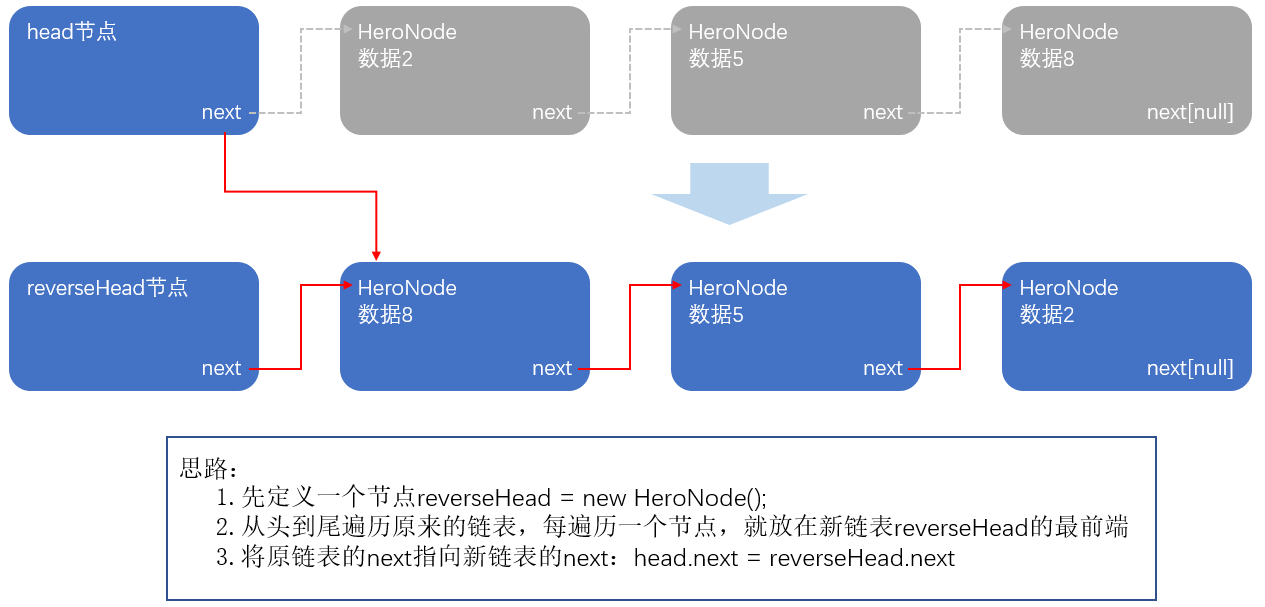 head节点
next
HeroNode
数据2
next
HeroNode
数据5
next
HeroNode
数据8
next[null]
reverseHead节点
next
HeroNode
数据8
next
HeroNode
数据5
next
HeroNode
数据2
next[null]
思路：
1. 先定义一个节点reverseHead = new HeroNode();
2. 从头到尾遍历原来的链表，每遍历一个节点，就放在新链表reverseHead的最前端
3. 将原链表的next指向新链表的next：head.next = reverseHead.next